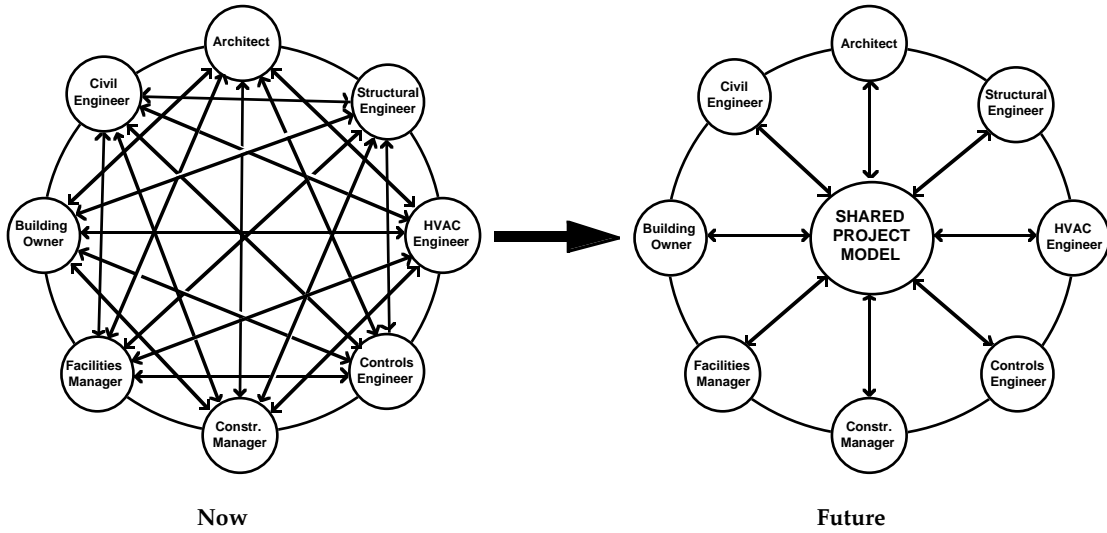 Architect
Civil
Engineer
Structural
Engineer
Building
Owner
HVAC
Engineer
Facilities
Manager
Controls
Engineer
Constr.
Manager
Now
Architect
Civil
Engineer
Structural
Engineer
Building
Owner
SHARED
PROJECT
MODEL
HVAC
Engineer
Facilities
Manager
Controls
Engineer
Constr.
Manager
Future